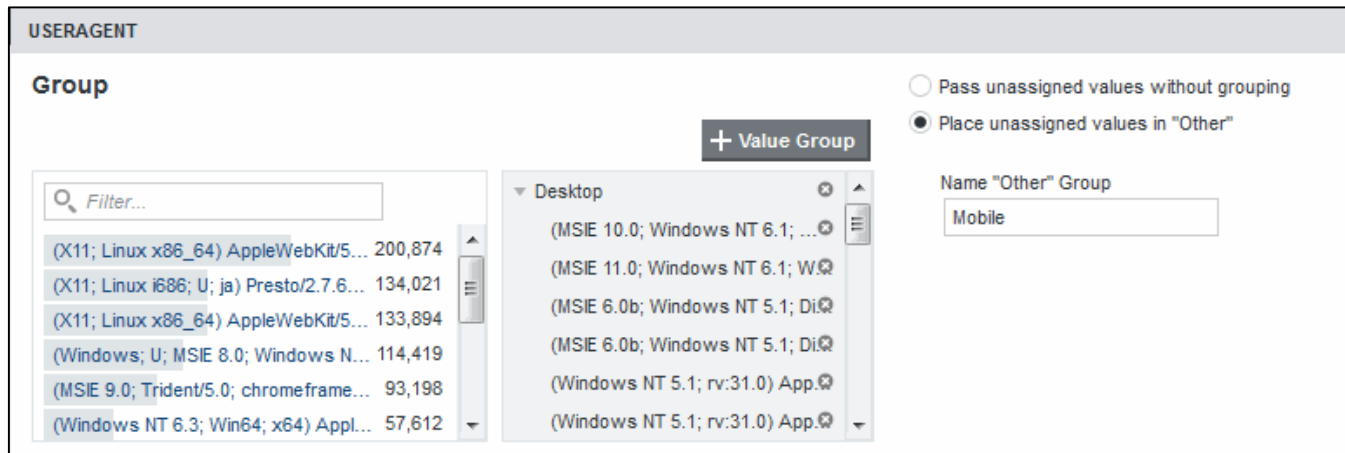 USERAGENT
Group
Pass unassigned values without grouping
Place unassigned values in "Other"
+ Value Group
Name "Other" Group
Mobile
Filter...
(X11; Linux x86_64) AppleWebKit/5... 200,874
(X11; Linux i686; U; ja) Presto/2.7.6... 134,021
(X11; Linux x86_64) AppleWebKit/5... 133,894
(Windows; U; MSIE 8.0; Windows N... 114,419
(MSIE 9.0; Trident/5.0; chromeframe... 93,198
(Windows NT 6.3; Win64; x64) Appl... 57,612
Desktop
(MSIE 10.0; Windows NT 6.1; ...
(MSIE 11.0; Windows NT 6.1; W.
(MSIE 6.0b; Windows NT 5.1; Di.
(MSIE 6.0b; Windows NT 5.1; Di.
(Windows NT 5.1; rv:31.0) App.
(Windows NT 5.1; rv:31.0) App.